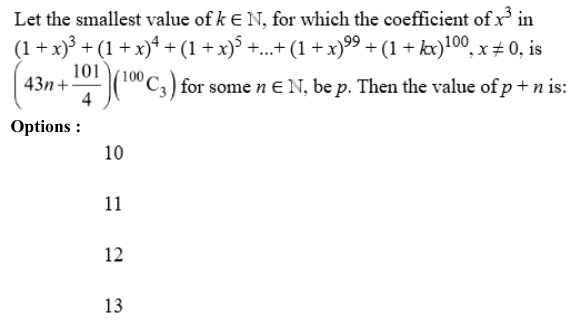 Let the smallest value of k ∈ N, for which the coefficient of x³ in
(1 + x)³ + (1 + x)⁴ + (1 + x)⁵ +...+ (1 + x)⁹⁹ + (1 + kx)¹⁰⁰, x ≠ 0, is
(43n + 101/4)(¹⁰⁰C₃) for some n ∈ N, be p. Then the value of p + n is:
Options :
10
11
12
13